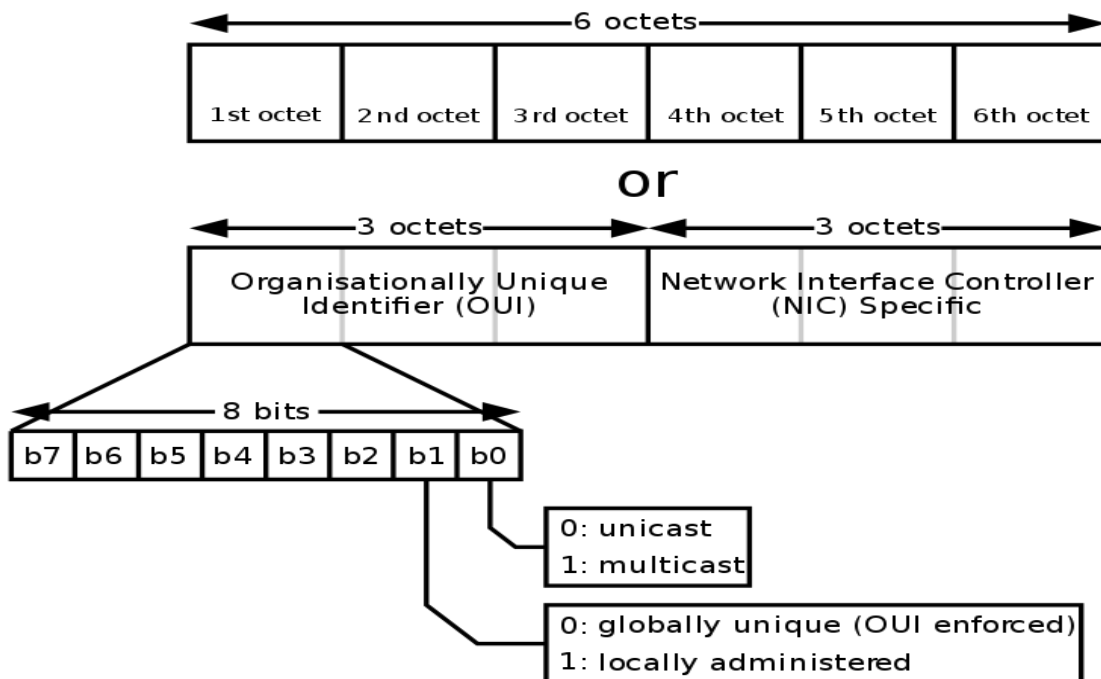 6 octets
1st octet 2nd octet 3rd octet 4th octet 5th octet 6th octet
or
3 octets 3 octets
Organisationally Unique
Identifier (OUI)
Network Interface Controller
(NIC) Specific
8 bits
b7 b6 b5 b4 b3 b2 b1 b0
0: unicast
1: multicast
0: globally unique (OUI enforced)
1: locally administered